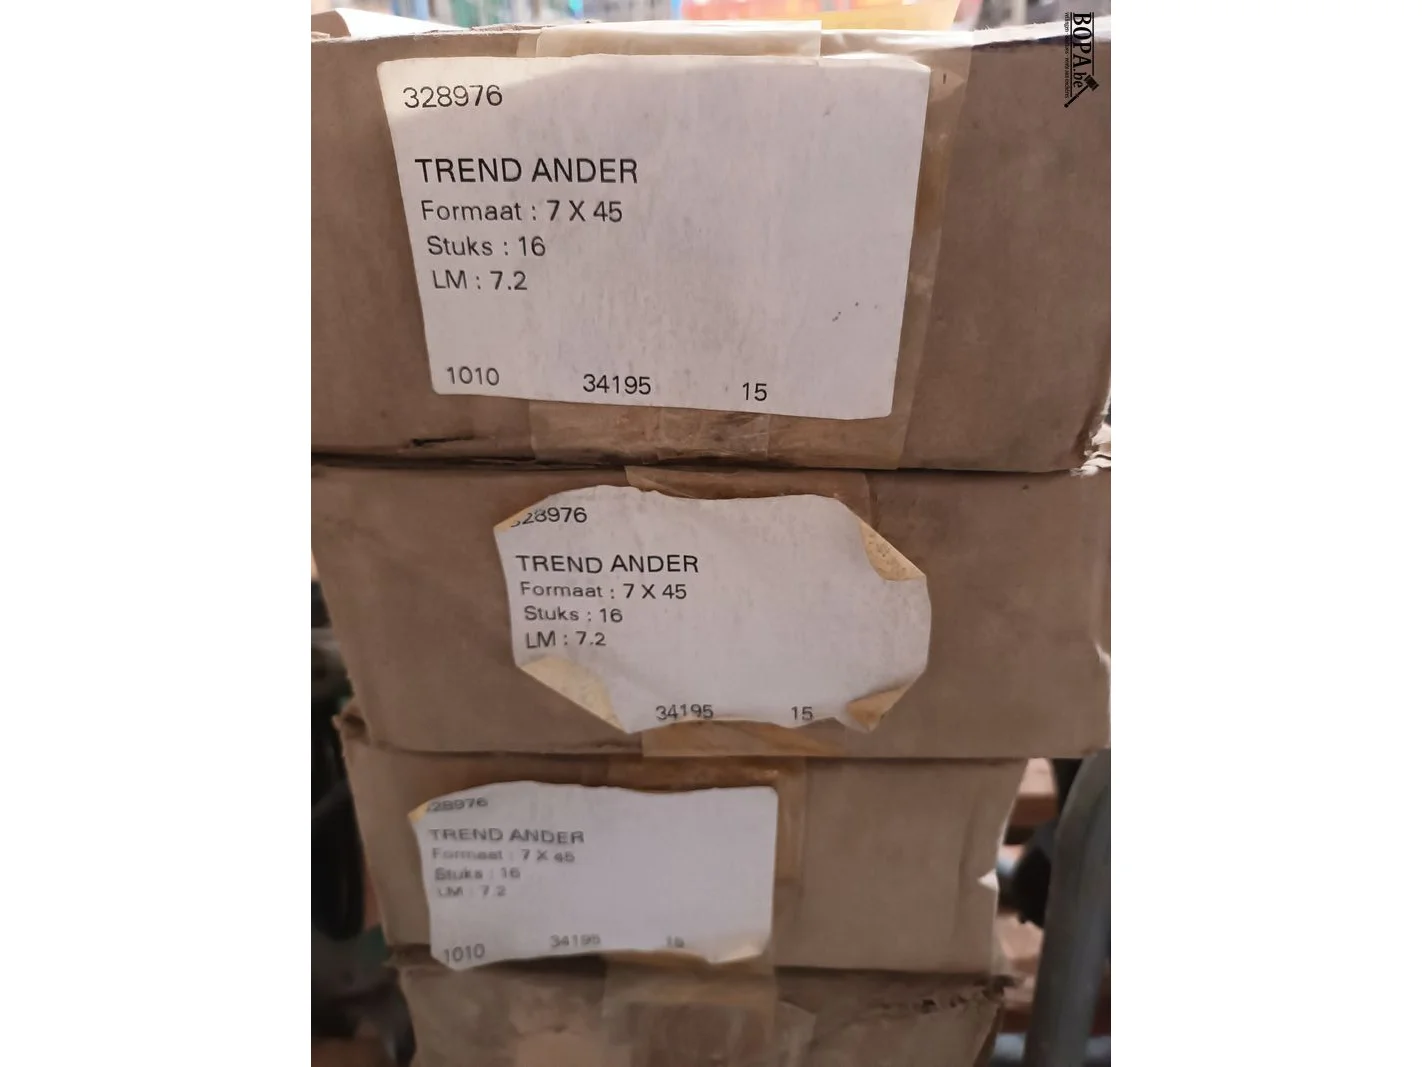 BOPA.be
328976
TREND ANDER
Formaat : 7 X 45
Stuks : 16
LM : 7.2
1010 34195 15
28976
TREND ANDER
Formaat : 7 X 45
Stuks : 16
LM : 7.2
34195 15
28976
TREND ANDER
Formaat : 7 X 45
Stuks : 16
LM : 7.2
1010 34195 15